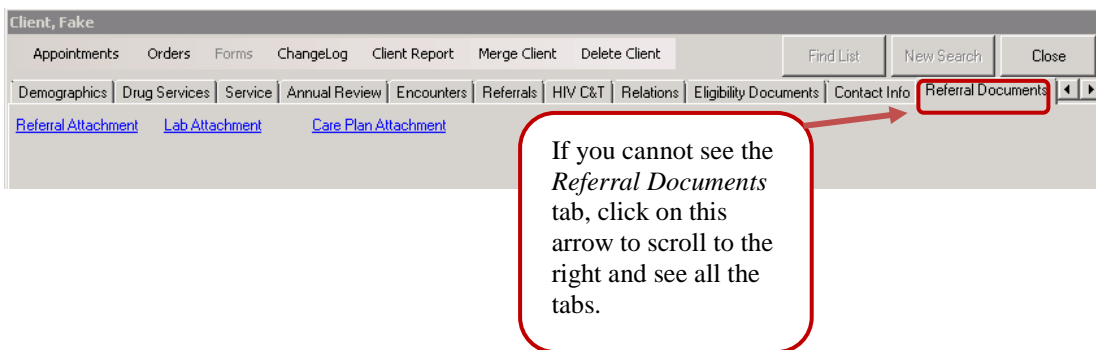 Client, Fake
Appointments Orders Forms ChangeLog Client Report Merge Client Delete Client Find List New Search Close
Demographics Drug Services Service Annual Review Encounters Referrals HIV C&T Relations Eligibility Documents Contact Info Referral Documents
Referral Attachment Lab Attachment Care Plan Attachment
If you cannot see the
Referral Documents
tab, click on this
arrow to scroll to the
right and see all the
tabs.